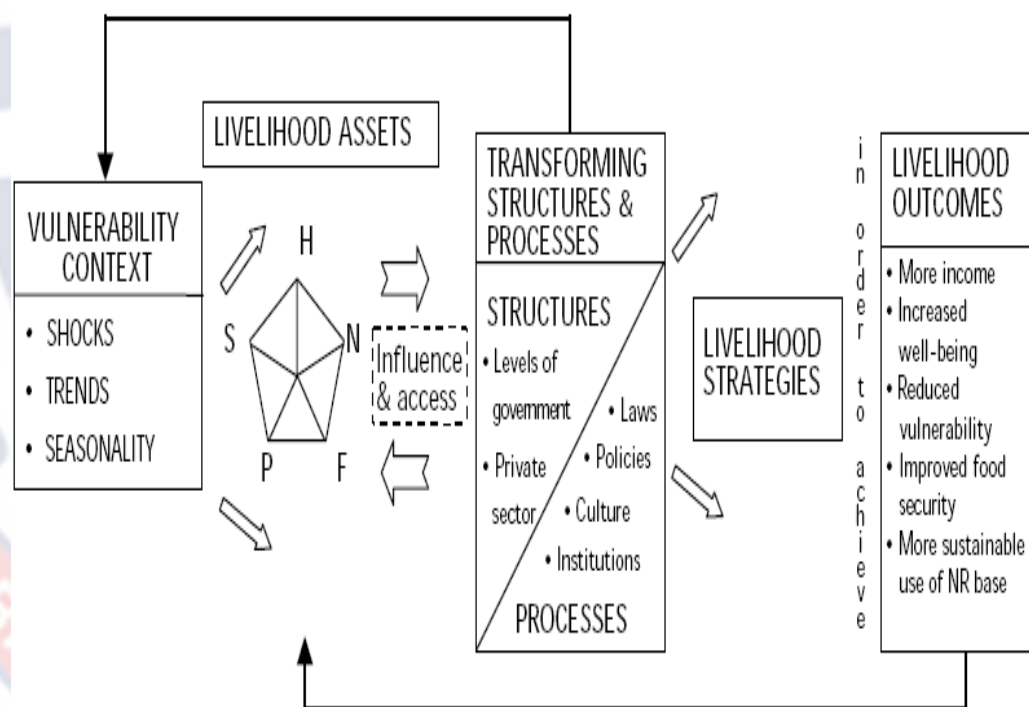 LIVELIHOOD ASSETS
VULNERABILITY
CONTEXT
• SHOCKS
• TRENDS
• SEASONALITY
H
S
N
P
F
Influence
& access
TRANSFORMING
STRUCTURES &
PROCESSES
STRUCTURES
• Levels of
government
• Private
sector
• Laws
• Policies
• Culture
• Institutions
PROCESSES
LIVELIHOOD
STRATEGIES
in order to achieve
LIVELIHOOD
OUTCOMES
• More income
• Increased
well-being
• Reduced
vulnerability
• Improved food
security
• More sustainable
use of NR base